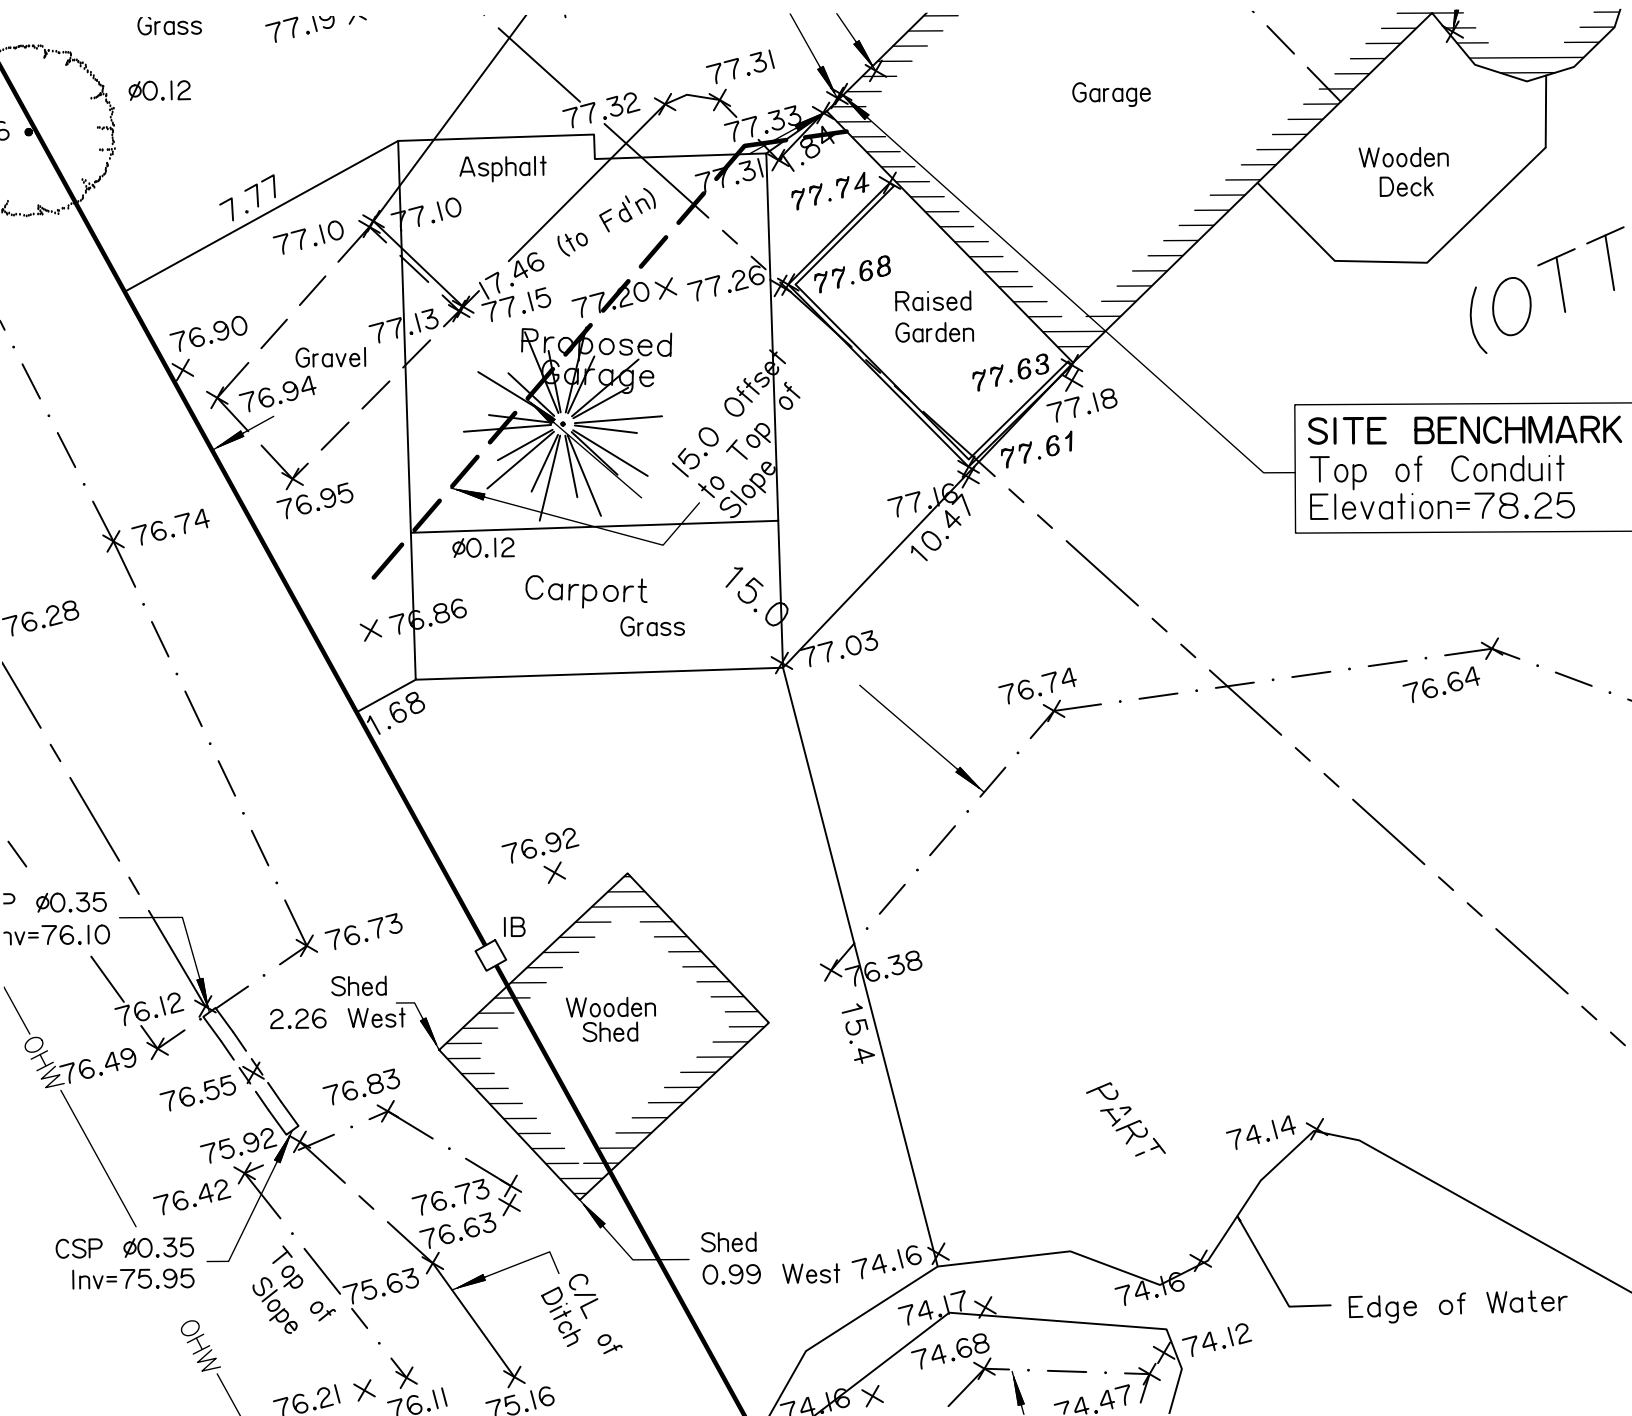 Grass
77.19
ø0.12
77.31
77.32
77.33
Garage
Asphalt
77.31
77.74
Wooden
Deck
7.77
77.10
77.10
17.46 (to Fd'n)
77.68
77.26
77.20
77.15
77.13
Raised
Garden
(OTT
76.90
Gravel
Proposed
Garage
76.94
77.63
77.18
15.0 Offset
to Top of
Slope
SITE BENCHMARK
Top of Conduit
Elevation=78.25
77.61
76.95
77.16
10.47
76.74
ø0.12
Carport
15.0
76.28
76.86
Grass
77.03
76.74
76.64
1.68
76.92
ø0.35
Inv=76.10
76.73
IB
76.38
Shed
2.26 West
Wooden
Shed
76.12
15.4
OHW
76.49
76.55
76.83
PART
75.92
74.14
76.42
76.73
76.63
CSP ø0.35
Inv=75.95
Shed
0.99 West
74.16
Top of
Slope
75.63
C/L of
Ditch
74.16
74.17
Edge of Water
OHW
74.68
74.12
76.21
76.11
75.16
74.16
74.47